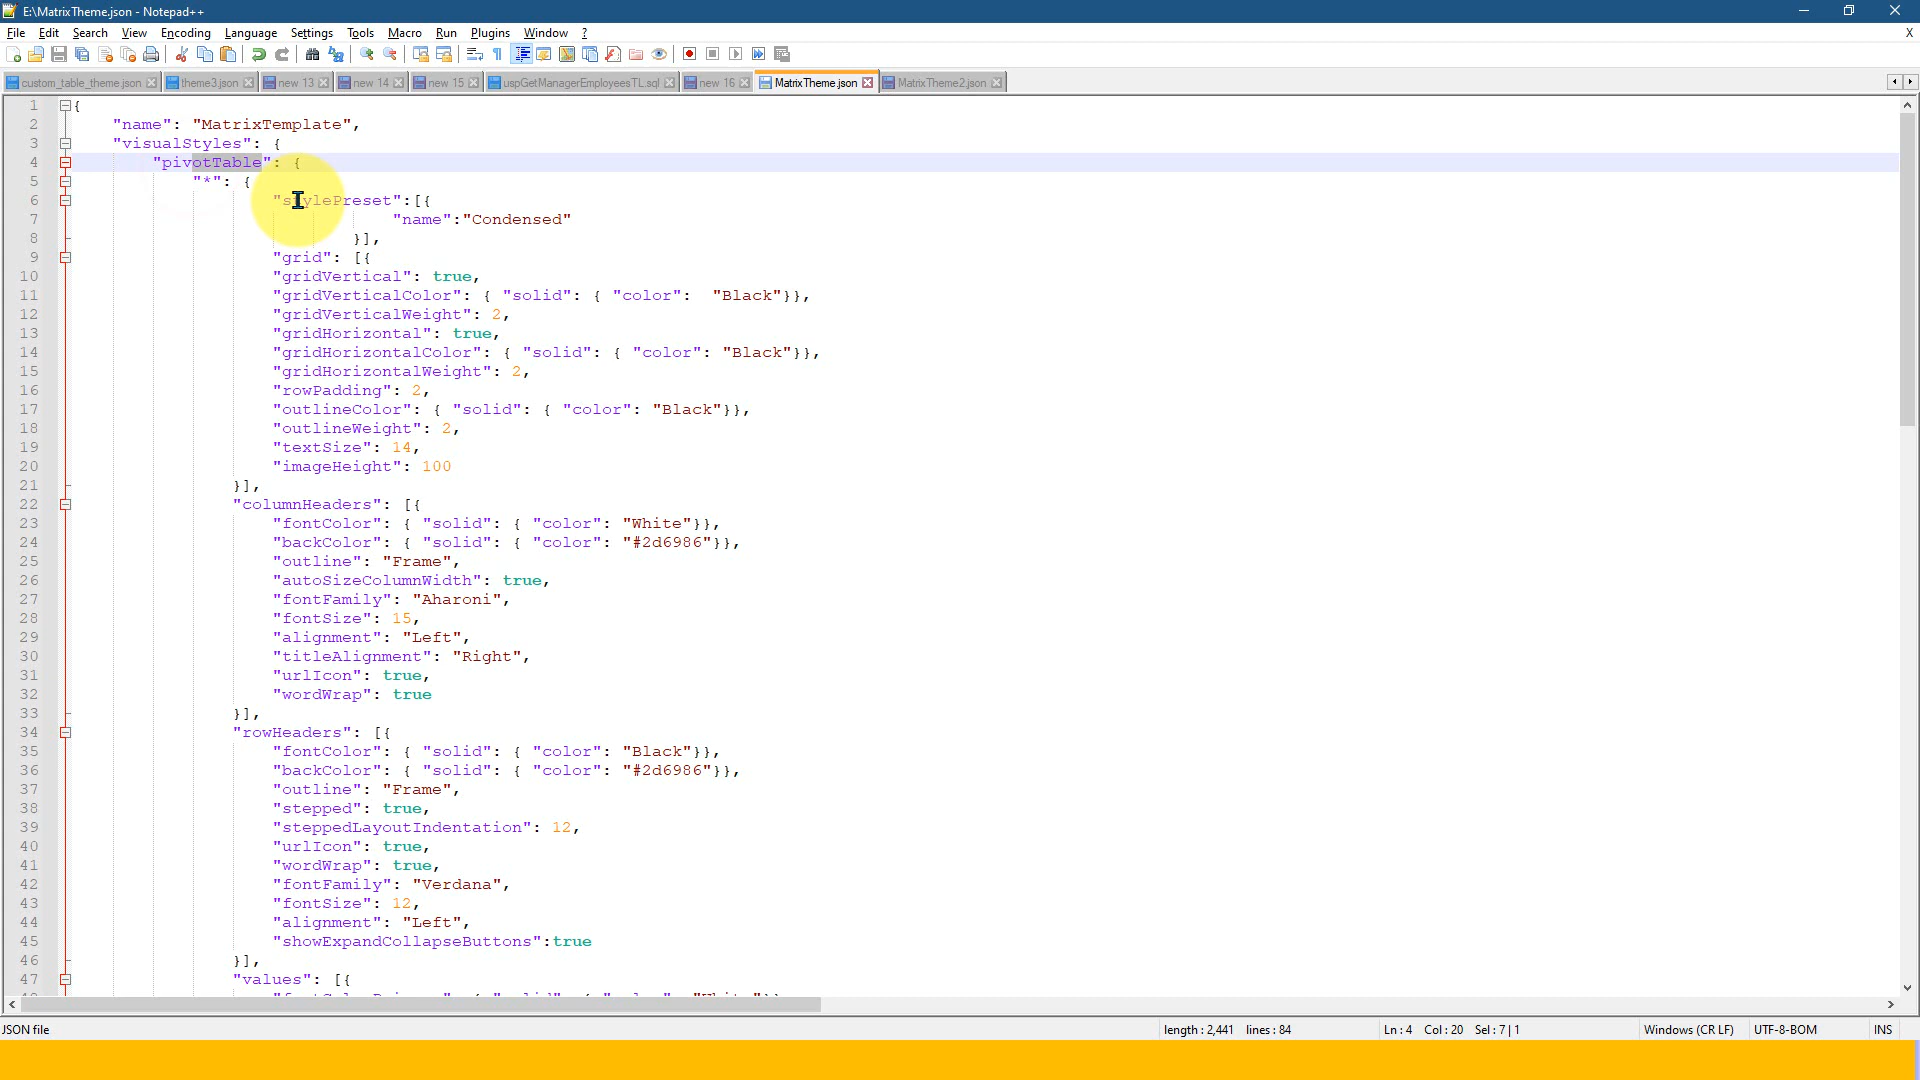 E:\MatrixTheme.json - Notepad++
File Edit Search View Encoding Language Settings Tools Macro Run Plugins Window ? X
custom_table_theme.json theme3.json new 13 new 14 new 15 uspGetManagerEmployeesTL.sql new 16 MatrixTheme.json MatrixTheme2.json
1 {
2 "name": "MatrixTemplate",
3 "visualStyles": {
4 "pivotTable": {
5 "*": {
6 "stylePreset":[{
7 "name":"Condensed"
8 }],
9 "grid": [{
10 "gridVertical": true,
11 "gridVerticalColor": { "solid": { "color": "Black"}},
12 "gridVerticalWeight": 2,
13 "gridHorizontal": true,
14 "gridHorizontalColor": { "solid": { "color": "Black"}},
15 "gridHorizontalWeight": 2,
16 "rowPadding": 2,
17 "outlineColor": { "solid": { "color": "Black"}},
18 "outlineWeight": 2,
19 "textSize": 14,
20 "imageHeight": 100
21 }],
22 "columnHeaders": [{
23 "fontColor": { "solid": { "color": "White"}},
24 "backColor": { "solid": { "color": "#2d6986"}},
25 "outline": "Frame",
26 "autoSizeColumnWidth": true,
27 "fontFamily": "Aharoni",
28 "fontSize": 15,
29 "alignment": "Left",
30 "titleAlignment": "Right",
31 "urlIcon": true,
32 "wordWrap": true
33 }],
34 "rowHeaders": [{
35 "fontColor": { "solid": { "color": "Black"}},
36 "backColor": { "solid": { "color": "#2d6986"}},
37 "outline": "Frame",
38 "stepped": true,
39 "steppedLayoutIndentation": 12,
40 "urlIcon": true,
41 "wordWrap": true,
42 "fontFamily": "Verdana",
43 "fontSize": 12,
44 "alignment": "Left",
45 "showExpandCollapseButtons":true
46 }],
47 "values": [{
JSON file length : 2,441 lines : 84 Ln : 4 Col : 20 Sel : 7 | 1 Windows (CR LF) UTF-8-BOM INS